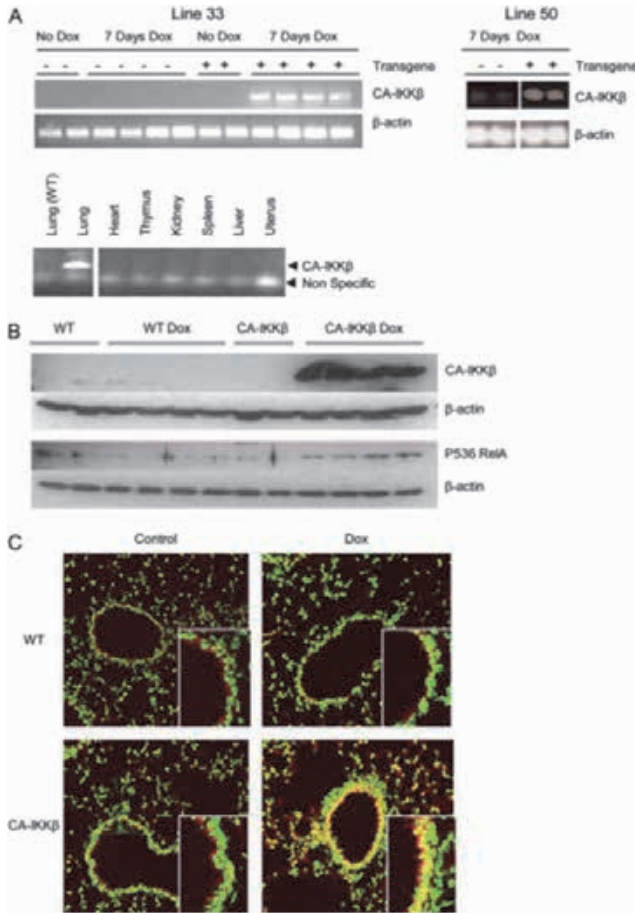 A
Line 33
Line 50
No Dox 7 Days Dox No Dox 7 Days Dox
7 Days Dox
- - - - - - + + + + + + Transgene
- - + + Transgene
CA-IKKβ
CA-IKKβ
β-actin
β-actin
Lung (WT) Lung Heart Thymus Kidney Spleen Liver Uterus
CA-IKKβ
Non Specific
B
WT WT Dox CA-IKKβ CA-IKKβ Dox
CA-IKKβ
β-actin
P536 RelA
β-actin
C
Control Dox
WT
CA-IKKβ